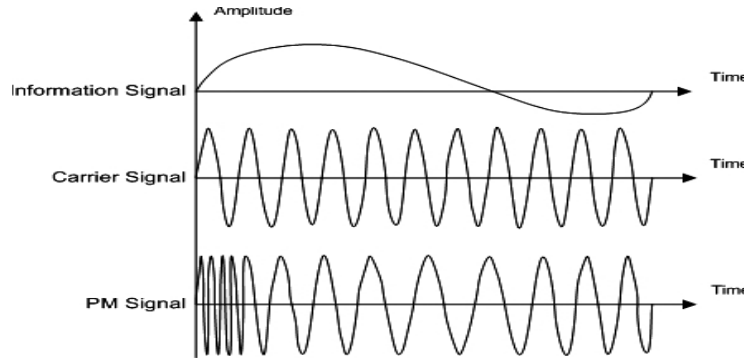 Amplitude
Information Signal
Time
Carrier Signal
Time
PM Signal
Time